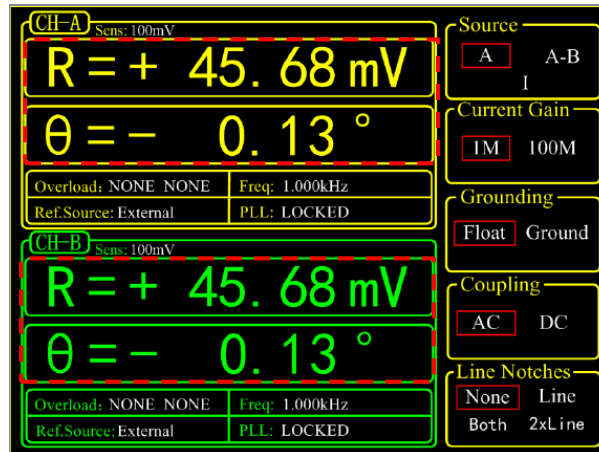 CH-A Sens: 100mV
R = + 45.68 mV
θ = - 0.13 °
Overload: NONE NONE Freq: 1.000kHz
Ref.Source: External PLL: LOCKED
CH-B Sens: 100mV
R = + 45.68 mV
θ = - 0.13 °
Overload: NONE NONE Freq: 1.000kHz
Ref.Source: External PLL: LOCKED
Source
A A-B
I
Current Gain
1M 100M
Grounding
Float Ground
Coupling
AC DC
Line Notches
None Line
Both 2xLine